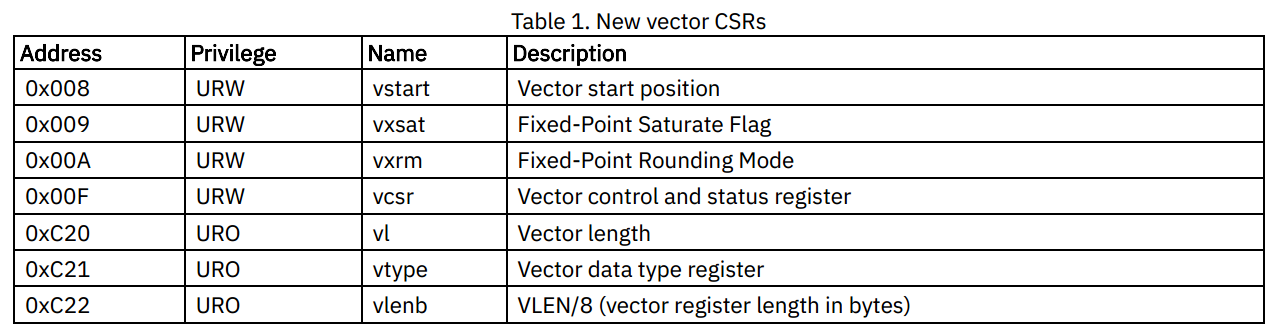 Table 1. New vector CSRs
Address Privilege Name Description
0x008 URW vstart Vector start position
0x009 URW vxsat Fixed-Point Saturate Flag
0x00A URW vxrm Fixed-Point Rounding Mode
0x00F URW vcsr Vector control and status register
0xC20 URO vl Vector length
0xC21 URO vtype Vector data type register
0xC22 URO vlenb VLEN/8 (vector register length in bytes)